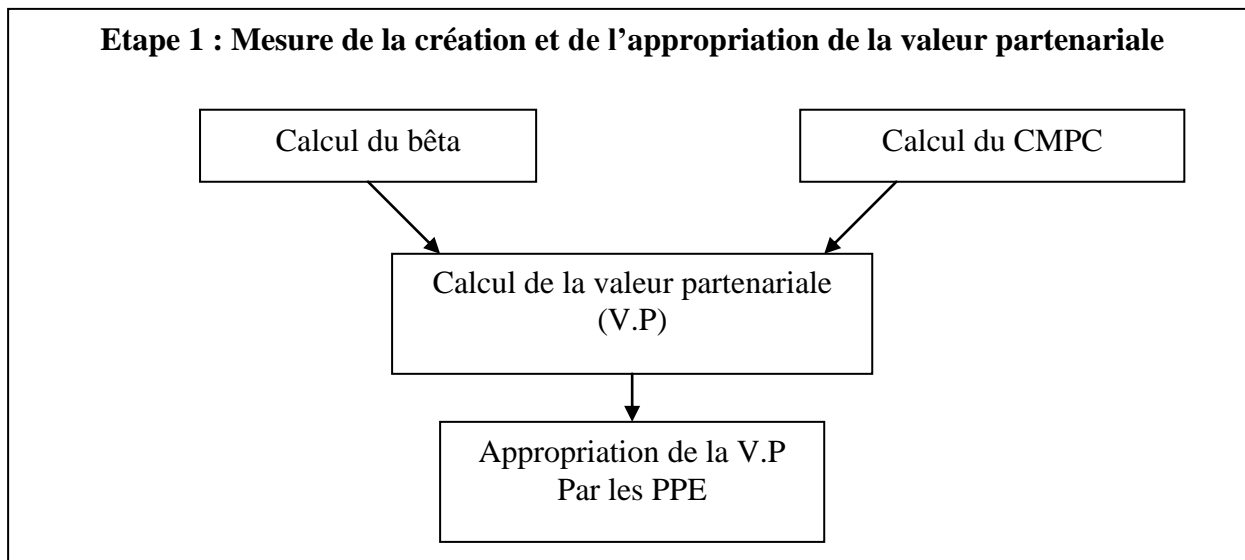 Etape 1 : Mesure de la création et de l'appropriation de la valeur partenariale
Calcul du bêta
Calcul du CMPC
Calcul de la valeur partenariale
(V.P)
Appropriation de la V.P
Par les PPE